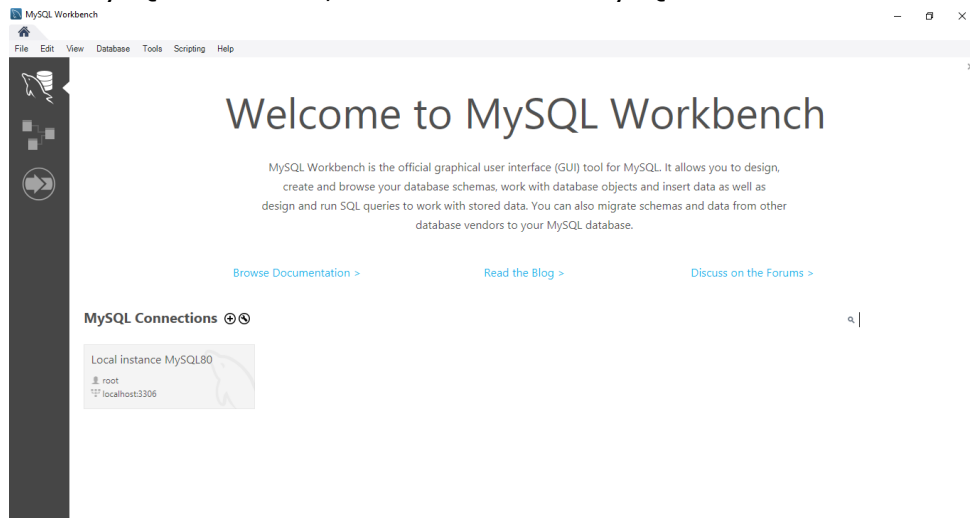 MySQL Workbench
File Edit View Database Tools Scripting Help
Welcome to MySQL Workbench
MySQL Workbench is the official graphical user interface (GUI) tool for MySQL. It allows you to design,
create and browse your database schemas, work with database objects and insert data as well as
design and run SQL queries to work with stored data. You can also migrate schemas and data from other
database vendors to your MySQL database.
Browse Documentation > Read the Blog > Discuss on the Forums >
MySQL Connections
Local instance MySQL80
root
localhost:3306